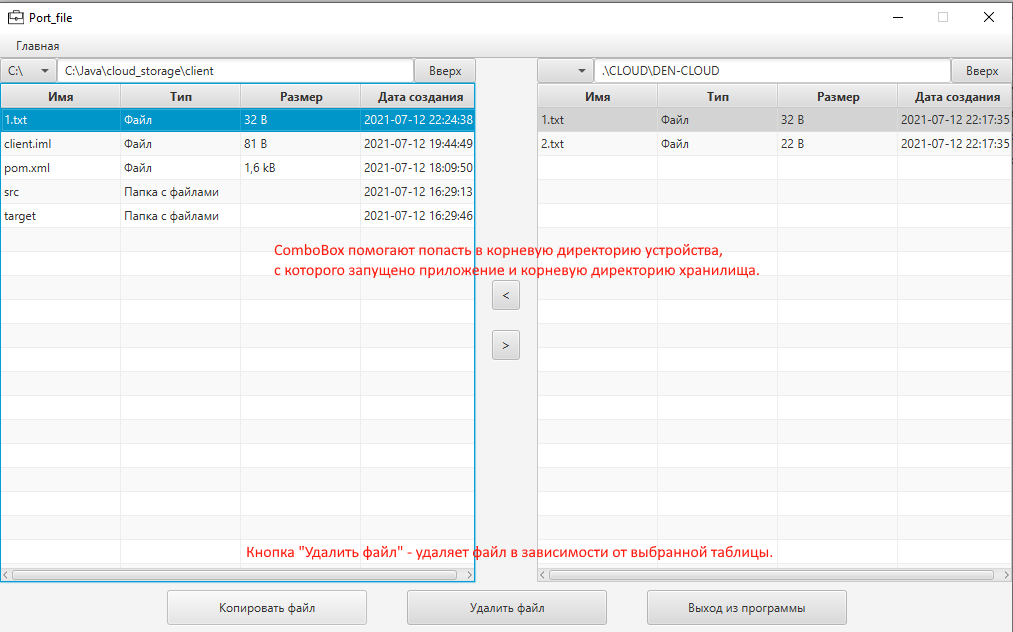 Port_file
Главная
C:\ C:\Java\cloud_storage\client Вверх .\CLOUD\DEN-CLOUD Вверх
Имя Тип Размер Дата создания Имя Тип Размер Дата создания
1.txt Файл 32 B 2021-07-12 22:24:38 1.txt Файл 32 B 2021-07-12 22:17:35
client.iml Файл 81 B 2021-07-12 19:44:49 2.txt Файл 22 B 2021-07-12 22:17:35
pom.xml Файл 1,6 kB 2021-07-12 18:09:50
src Папка с файлами 2021-07-12 16:29:13
target Папка с файлами 2021-07-12 16:29:46
ComboBox помогают попасть в корневую директорию устройства,
с которого запущено приложение и корневую директорию хранилища.
<
>
Кнопка "Удалить файл" - удаляет файл в зависимости от выбранной таблицы.
Копировать файл Удалить файл Выход из программы